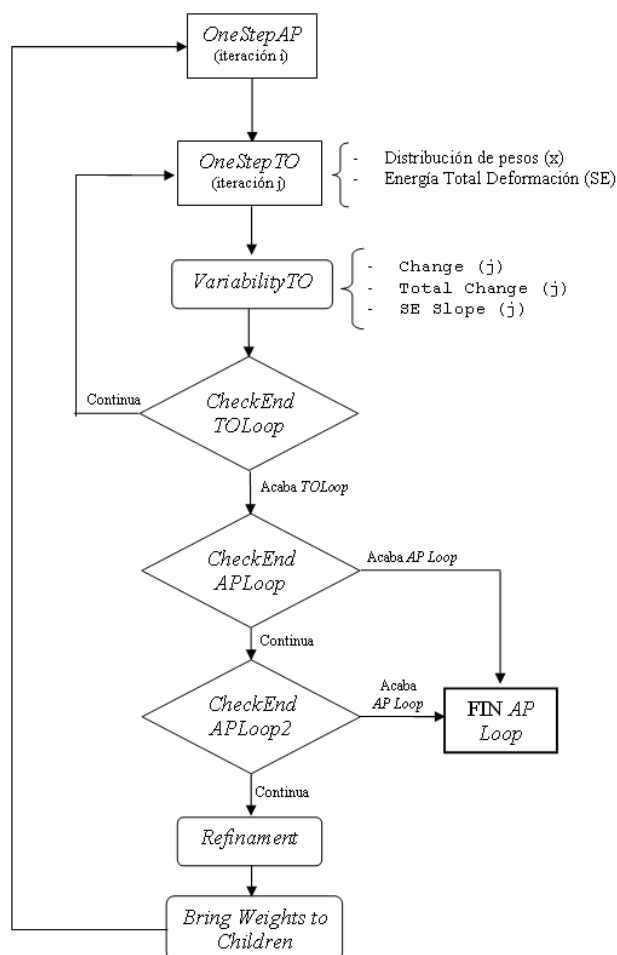 OneStepAP
(iteración i)
OneStepTO
(iteración j)
- Distribución de pesos (x)
- Energía Total Deformación (SE)
VariabilityTO
- Change (j)
- Total Change (j)
- SE Slope (j)
Continua
CheckEnd
TOLoop
Acaba TOLoop
CheckEnd
APLoop
Acaba AP Loop
Continua
CheckEnd
APLoop2
Acaba
AP Loop
FIN AP
Loop
Continua
Refinament
Bring Weights to
Children